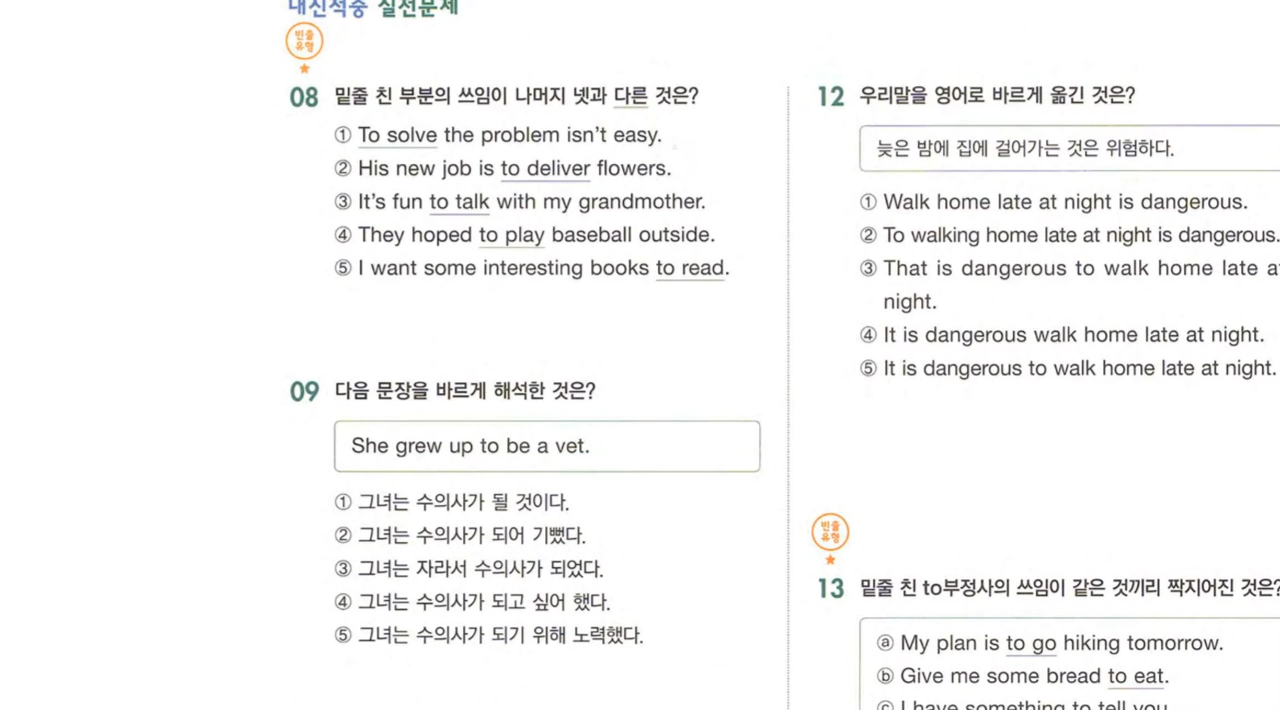 내신적중 실전문제
빈출
유형
08 밑줄 친 부분의 쓰임이 나머지 넷과 다른 것은?
① To solve the problem isn't easy.
② His new job is to deliver flowers.
③ It's fun to talk with my grandmother.
④ They hoped to play baseball outside.
⑤ I want some interesting books to read.
09 다음 문장을 바르게 해석한 것은?
She grew up to be a vet.
① 그녀는 수의사가 될 것이다.
② 그녀는 수의사가 되어 기뻤다.
③ 그녀는 자라서 수의사가 되었다.
④ 그녀는 수의사가 되고 싶어 했다.
⑤ 그녀는 수의사가 되기 위해 노력했다.
12 우리말을 영어로 바르게 옮긴 것은?
늦은 밤에 집에 걸어가는 것은 위험하다.
① Walk home late at night is dangerous.
② To walking home late at night is dangerous.
③ That is dangerous to walk home late at
night.
④ It is dangerous walk home late at night.
⑤ It is dangerous to walk home late at night.
빈출
유형
13 밑줄 친 to부정사의 쓰임이 같은 것끼리 짝지어진 것은?
ⓐ My plan is to go hiking tomorrow.
ⓑ Give me some bread to eat.
ⓒ I have something to tell you